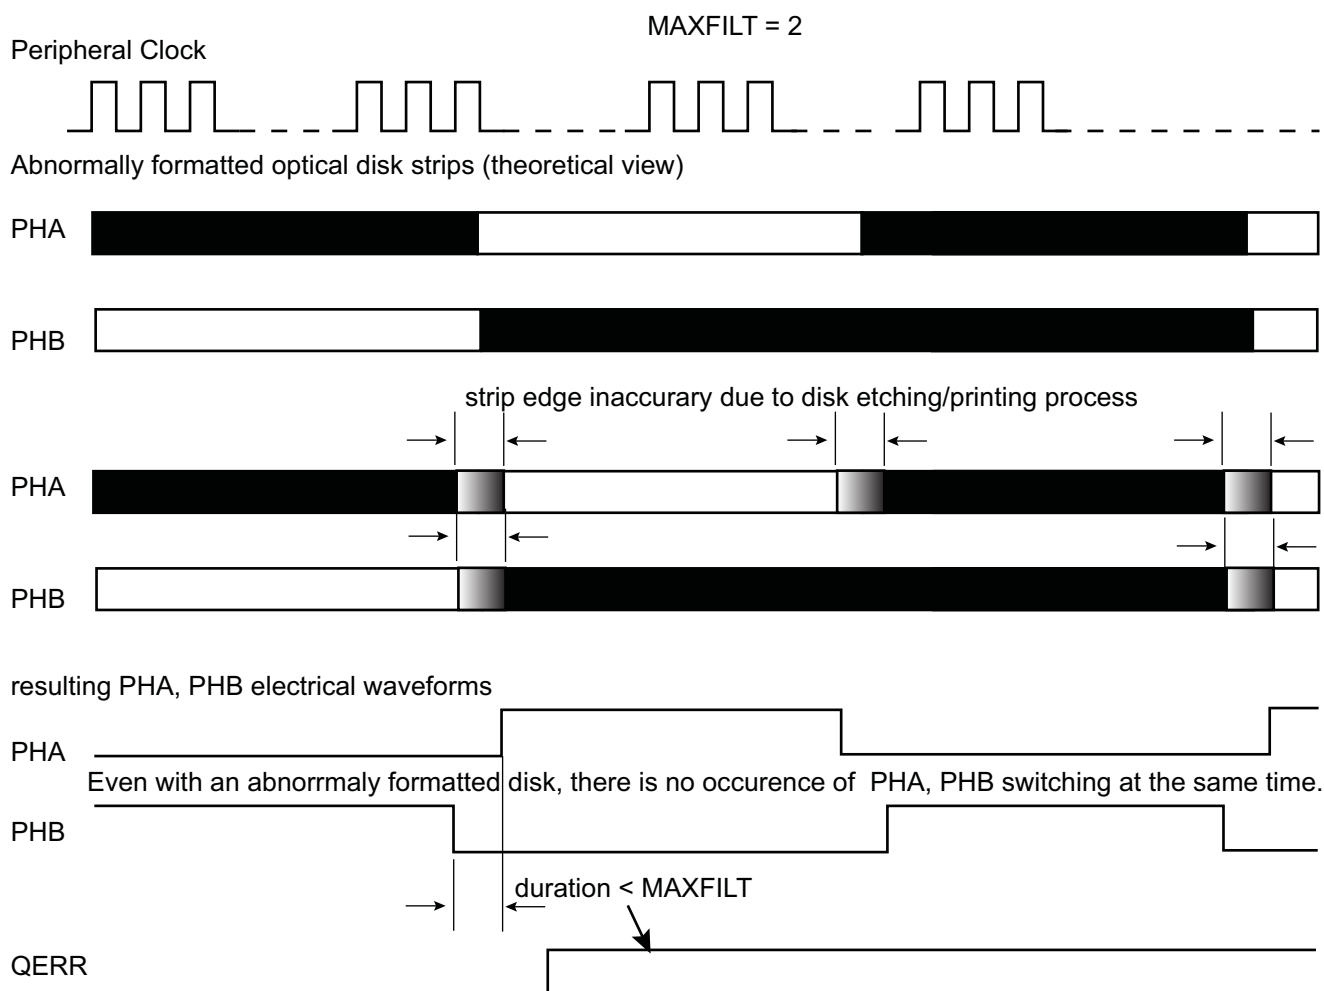 MAXFILT = 2
Peripheral Clock
Abnormally formatted optical disk strips (theoretical view)
PHA
PHB
strip edge inaccurary due to disk etching/printing process
PHA
PHB
resulting PHA, PHB electrical waveforms
PHA
Even with an abnorrmaly formatted disk, there is no occurence of PHA, PHB switching at the same time.
PHB
duration < MAXFILT
QERR